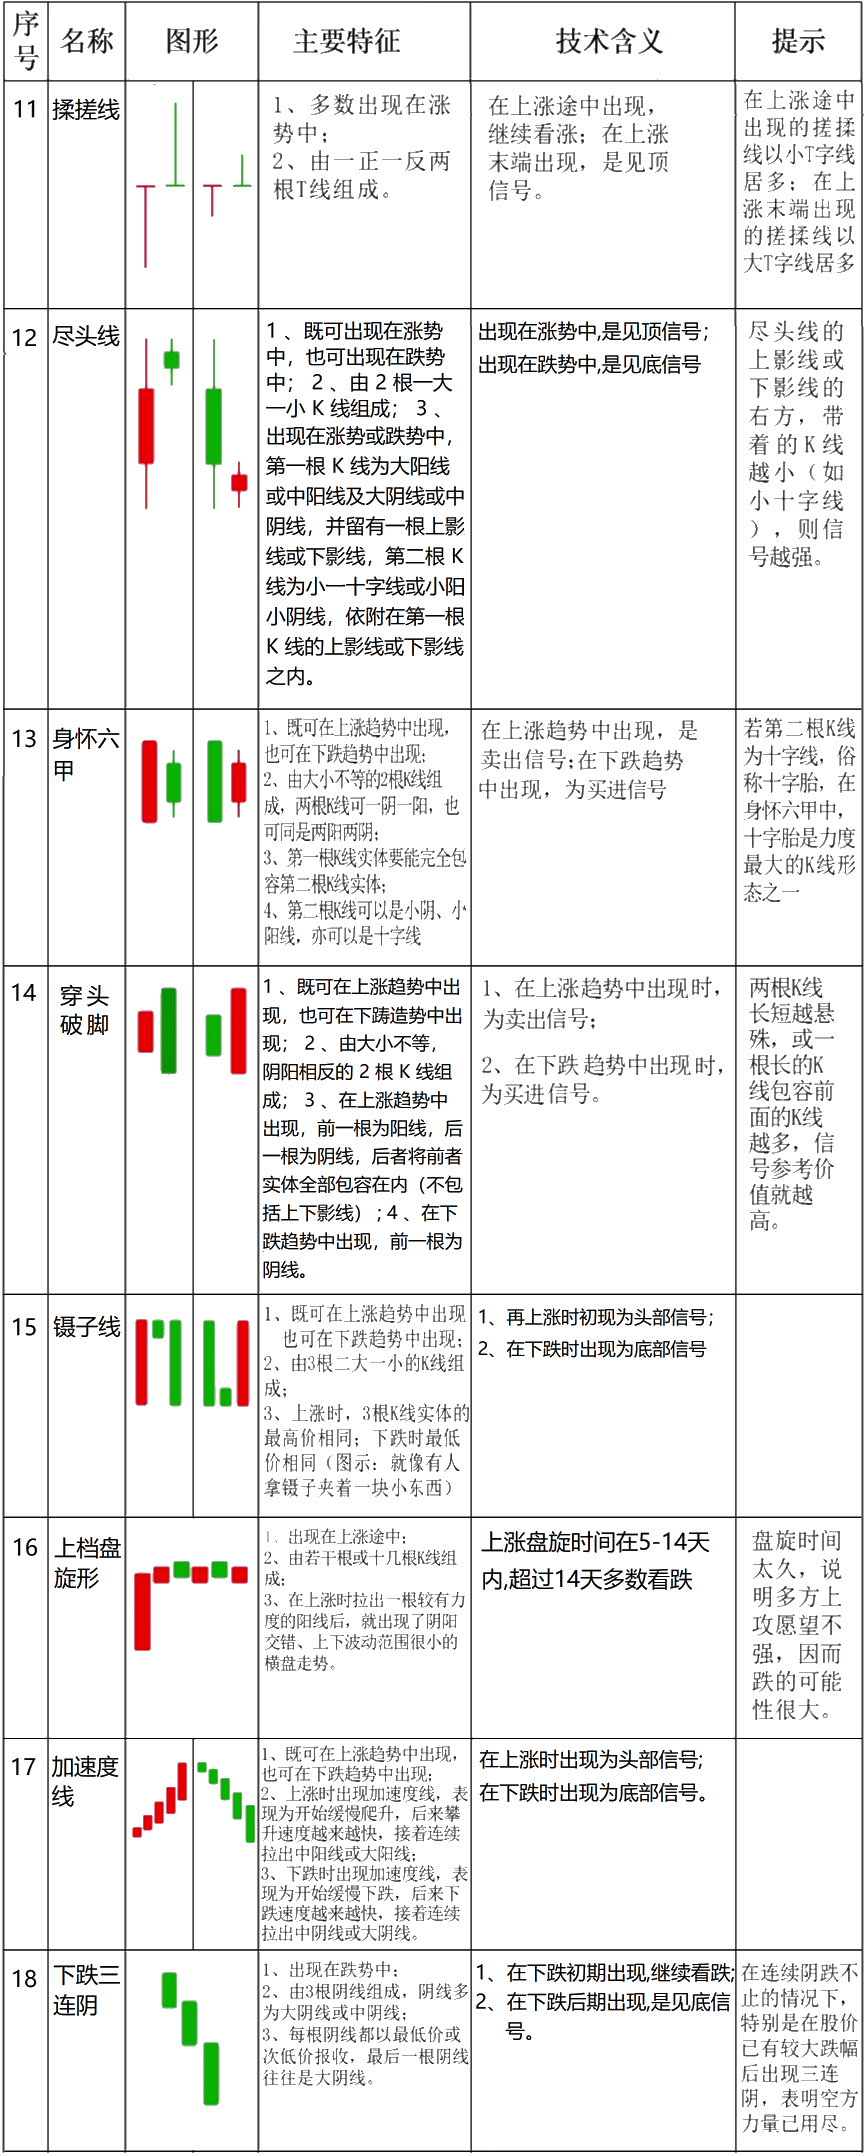 序号
名称
图形
主要特征
技术含义
提示
11
揉搓线
1、多数出现在涨
势中；
2、由一正一反两
根T线组成。
在上涨途中出现，
继续看涨；在上涨
末端出现，是见顶
信号。
在上涨途中
出现的搓揉
线以小T字线
居多；在上
涨末端出现
的搓揉线以
大T字线居多
12
尽头线
1 、既可出现在涨势
中，也可出现在跌势
中； 2 、由 2 根一大
一小 K 线组成； 3 、
出现在涨势或跌势中，
第一根 K 线为大阳线
或中阳线及大阴线或中
阴线，并留有一根上影
线或下影线，第二根 K
线为小一十字线或小阳
小阴线，依附在第一根
K 线的上影线或下影线
之内。
出现在涨势中,是见顶信号；
出现在跌势中,是见底信号
尽头线的
上影线或
下影线的
右方，带
着的K线
越小（如
小十字线
），则信
号越强。
13
身怀六
甲
1、既可在上涨趋势中出现，
也可在下跌趋势中出现；
2、由大小不等的2根K线组
成，两根K线可一阴一阳，也
可同是两阳两阴；
3、第一根K线实体要能完全包
容第二根K线实体；
4、第二根K线可以是小阴、小
阳线，亦可以是十字线
在上涨趋势中出现，是
卖出信号;在下跌趋势
中出现，为买进信号
若第二根K线
为十字线，俗
称十字胎，在
身怀六甲中，
十字胎是力度
最大的K线形
态之一
14
穿头
破脚
1 、既可在上涨趋势中出
现，也可在下踌造势中出
现； 2 、由大小不等，
阴阳相反的 2 根 K 线组
成； 3 、在上涨趋势中
出现，前一根为阳线，后
一根为阴线，后者将前者
实体全部包容在内（不包
括上下影线）; 4 、在下
跌趋势中出现，前一根为
阴线。
1、在上涨趋势中出现时，
为卖出信号；
2、在下跌趋势中出现时，
为买进信号。
两根K线
长短越悬
殊，或一
根长的K
线包容前
面的K线
越多，信
号参考价
值就越
高。
15
镊子线
1、既可在上涨趋势中出现
也可在下跌趋势中出现；
2、由3根二大一小的K线组
成；
3、上涨时，3根K线实体的
最高价相同；下跌时最低
价相同（图示：就像有人
拿镊子夹着一块小东西）
1、再上涨时初现为头部信号；
2、在下跌时出现为底部信号
16
上档盘
旋形
1、出现在上涨途中；
2、由若干根或十几根K线组
成；
3、在上涨时拉出一根较有力
度的阳线后，就出现了阴阳
交错、上下波动范围很小的
横盘走势。
上涨盘旋时间在5-14天
内,超过14天多数看跌
盘旋时间
太久，说
明多方上
攻愿望不
强，因而
跌的可能
性很大。
17
加速度
线
1、既可在上涨趋势中出现，
也可在下跌趋势中出现；
2、上涨时出现加速度线，表
现为开始缓慢爬升，后来攀
升速度越来越快，接着连续
拉出中阳线或大阳线；
3、下跌时出现加速度线，表
现为开始缓慢下跌，后来下
跌速度越来越快，接着连续
拉出中阴线或大阴线。
在上涨时出现为头部信号；
在下跌时出现为底部信号。
18
下跌三
连阴
1、出现在跌势中；
2、由3根阴线组成，阴线多
为大阴线或中阴线；
3、每根阴线都以最低价或
次低价报收，最后一根阴线
往往是大阴线。
1、在下跌初期出现,继续看跌；
2、在下跌后期出现,是见底信
号。
在连续阴跌不
止的情况下，
特别是在股价
已有较大跌幅
后出现三连
阴，表明空方
力量已用尽。